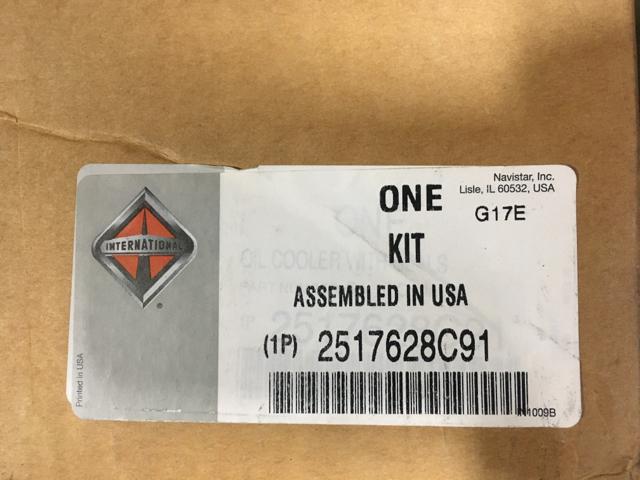 Navistar, Inc.
Lisle, IL 60532, USA
ONE
G17E
KIT
INTERNATIONAL
®
OIL COOLER WITH SEALS
ASSEMBLED IN USA
(1P) 2517628C91
Printed in USA